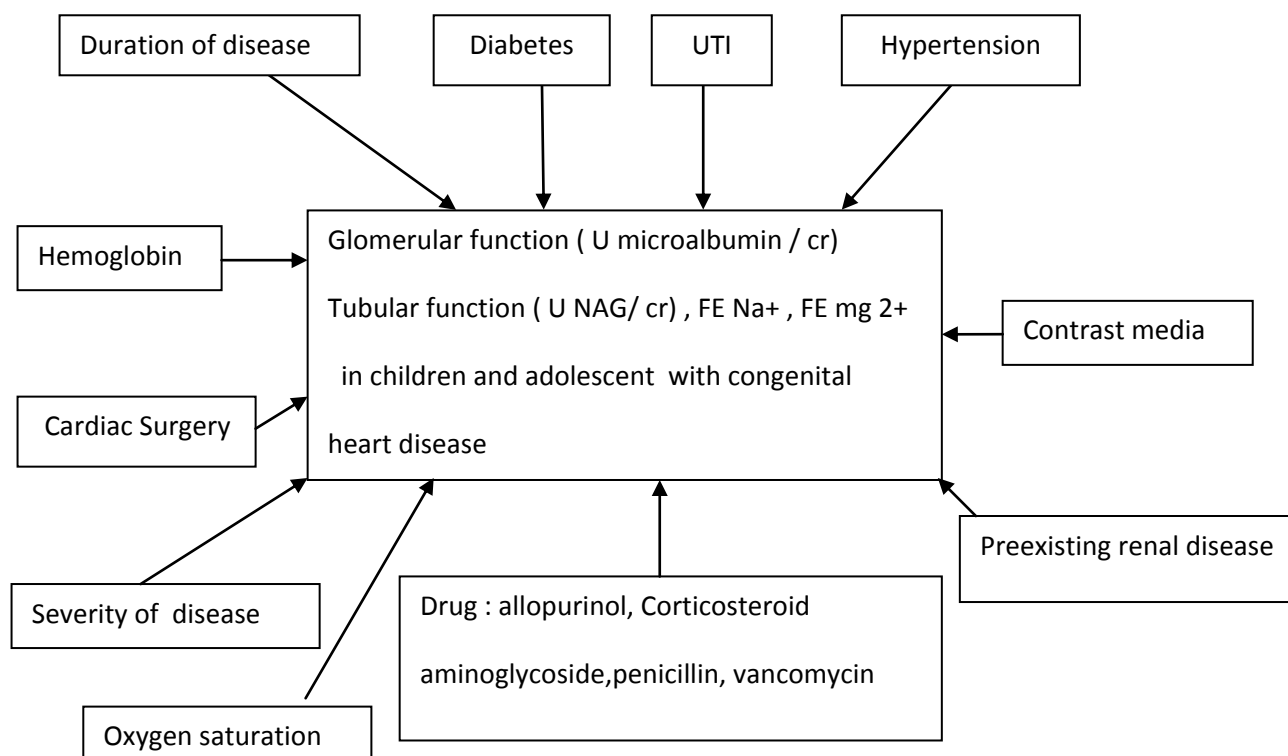 Duration of disease
Diabetes
UTI
Hypertension
Hemoglobin
Glomerular function ( U microalbumin / cr)
Tubular function ( U NAG/ cr) , FE Na+ , FE mg 2+
in children and adolescent with congenital
heart disease
Contrast media
Cardiac Surgery
Preexisting renal disease
Severity of disease
Drug : allopurinol, Corticosteroid
aminoglycoside,penicillin, vancomycin
Oxygen saturation